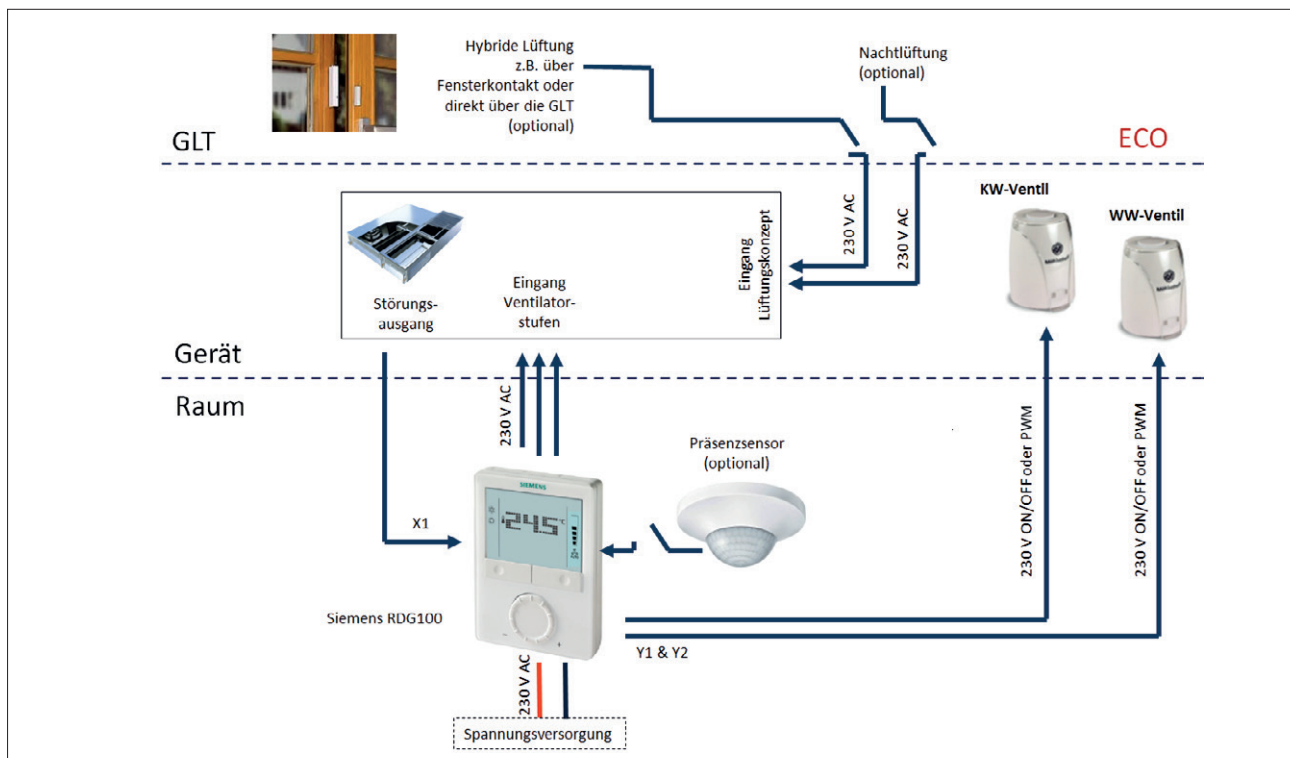 Hybride Lüftung
z.B. über
Fensterkontakt oder
direkt über die GLT
(optional)
Nachtlüftung
(optional)
GLT
ECO
230 V AC
230 V AC
KW-Ventil
WW-Ventil
Eingang
Lüftungskonzept
Störungs-
ausgang
Eingang
Ventilator-
stufen
Gerät
Raum
230 V AC
Präsenzsensor
(optional)
230 V ON/OFF oder PWM
230 V ON/OFF oder PWM
SIEMENS
24.5 °C
X1
Siemens RDG100
- +
Y1 & Y2
230 V AC
Spannungsversorgung